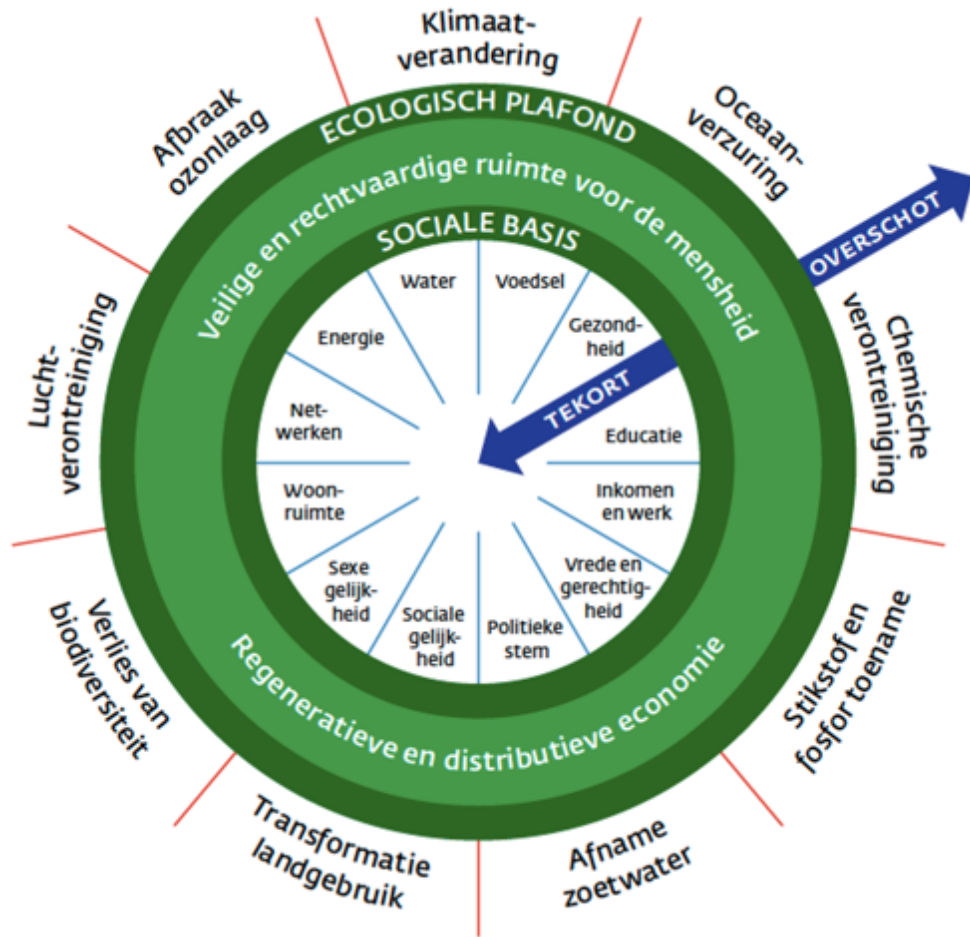 Klimaat-
verandering
Oceaan-
verzuring
OVERSCHOT
Chemische
verontreiniging
Stikstof en
fosfor toename
Afname
zoetwater
Transformatie
landgebruik
Verlies van
biodiversiteit
Lucht-
verontreiniging
Afbraak
ozonlaag
ECOLOGISCH PLAFOND
Veilige en rechtvaardige ruimte voor de mensheid
SOCIALE BASIS
Water
Voedsel
Gezond-
heid
TEKORT
Educatie
Inkomen
en werk
Vrede en
gerechtig-
heid
Politieke
stem
Sociale
gelijk-
heid
Sexe
gelijk-
heid
Woon-
ruimte
Net-
werken
Energie
Regeneratieve en distributieve economie